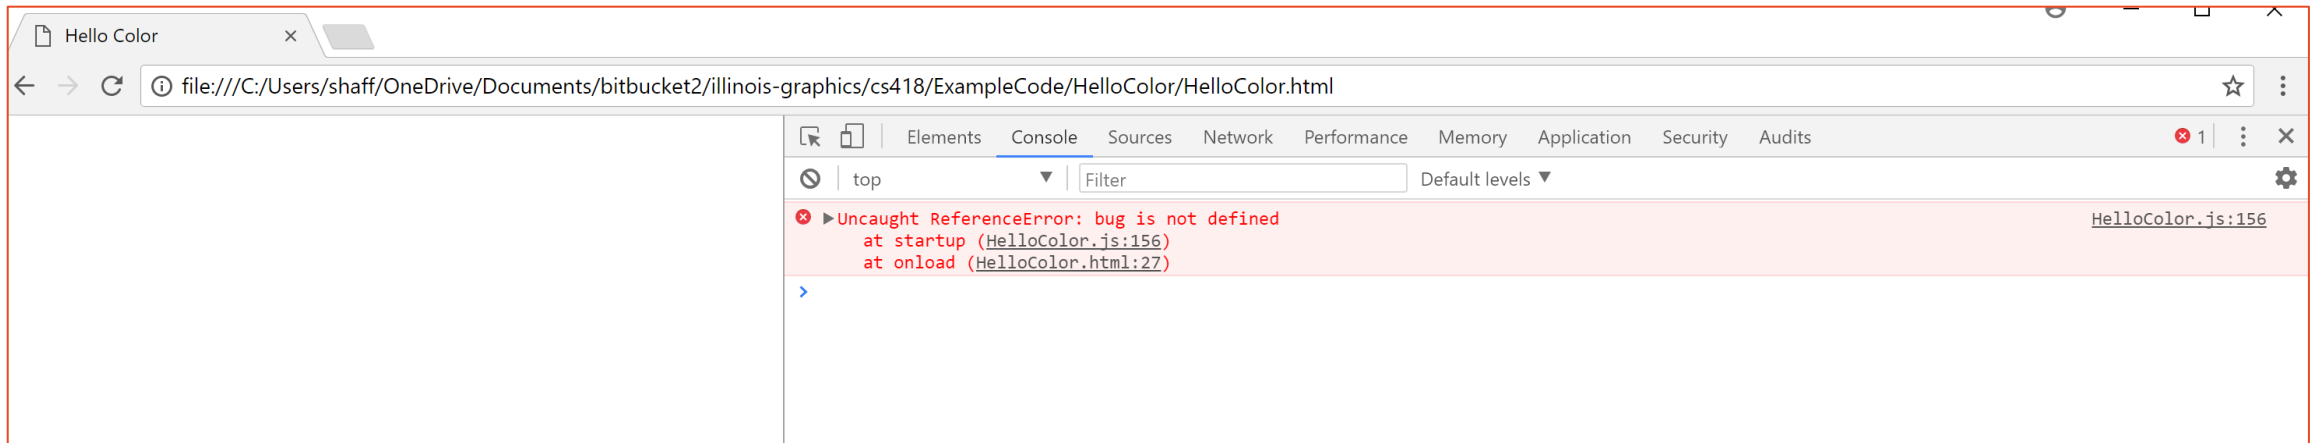 Hello Color
file:///C:/Users/shaff/OneDrive/Documents/bitbucket2/illinois-graphics/cs418/ExampleCode/HelloColor/HelloColor.html
Elements Console Sources Network Performance Memory Application Security Audits 1
top Filter Default levels
Uncaught ReferenceError: bug is not defined HelloColor.js:156
at startup (HelloColor.js:156)
at onload (HelloColor.html:27)